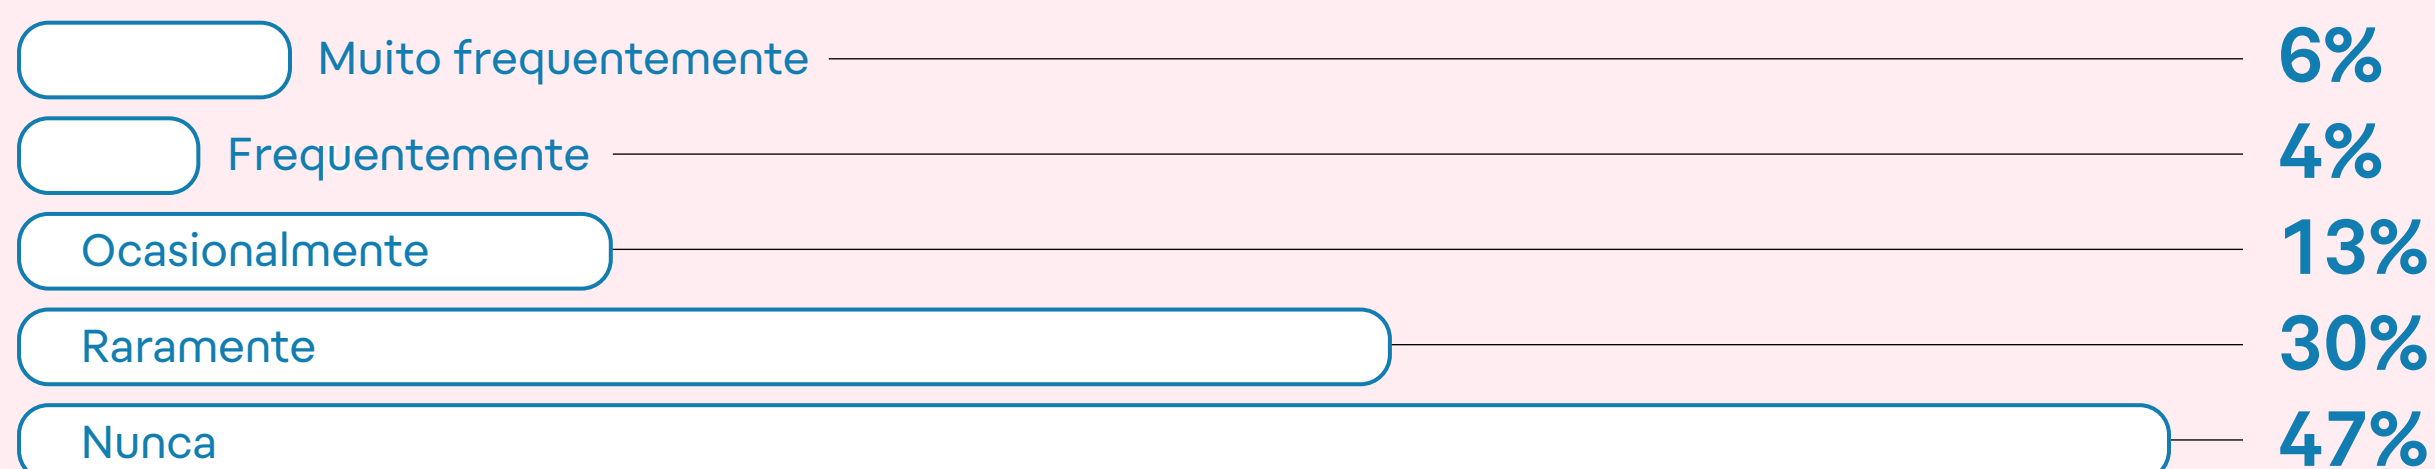 Muito frequentemente 6%
Frequentemente 4%
Ocasionalmente 13%
Raramente 30%
Nunca 47%